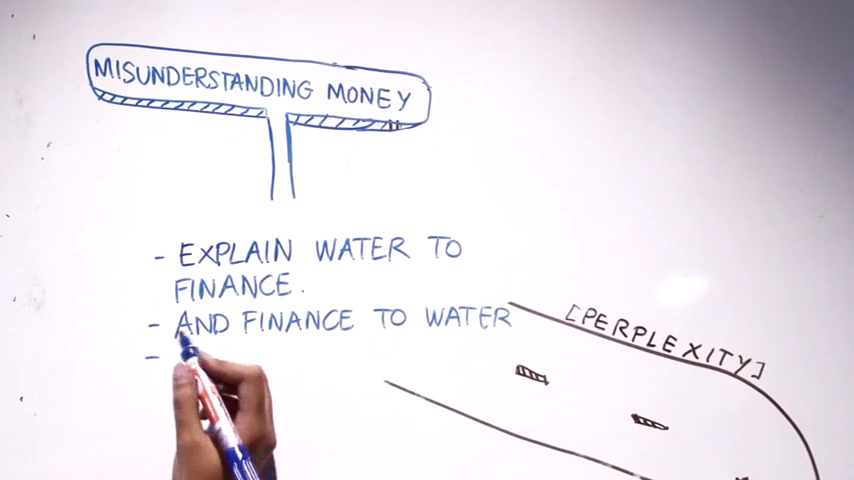 MISUNDERSTANDING MONEY
- EXPLAIN WATER TO
FINANCE.
- AND FINANCE TO WATER
-
[PERPLEXITY]